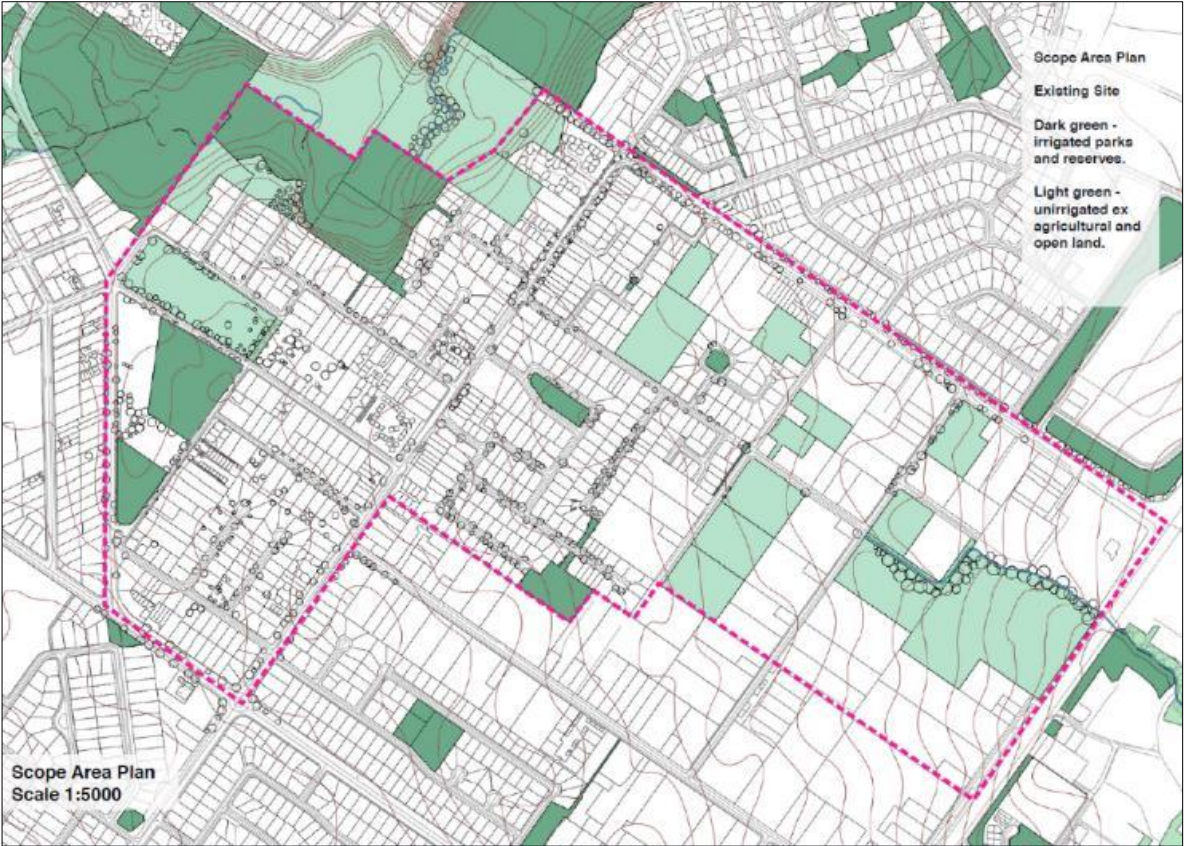 Scope Area Plan
Existing Site
Dark green -
irrigated parks
and reserves.
Light green -
unirrigated ex
agricultural and
open land.
Scope Area Plan
Scale 1:5000